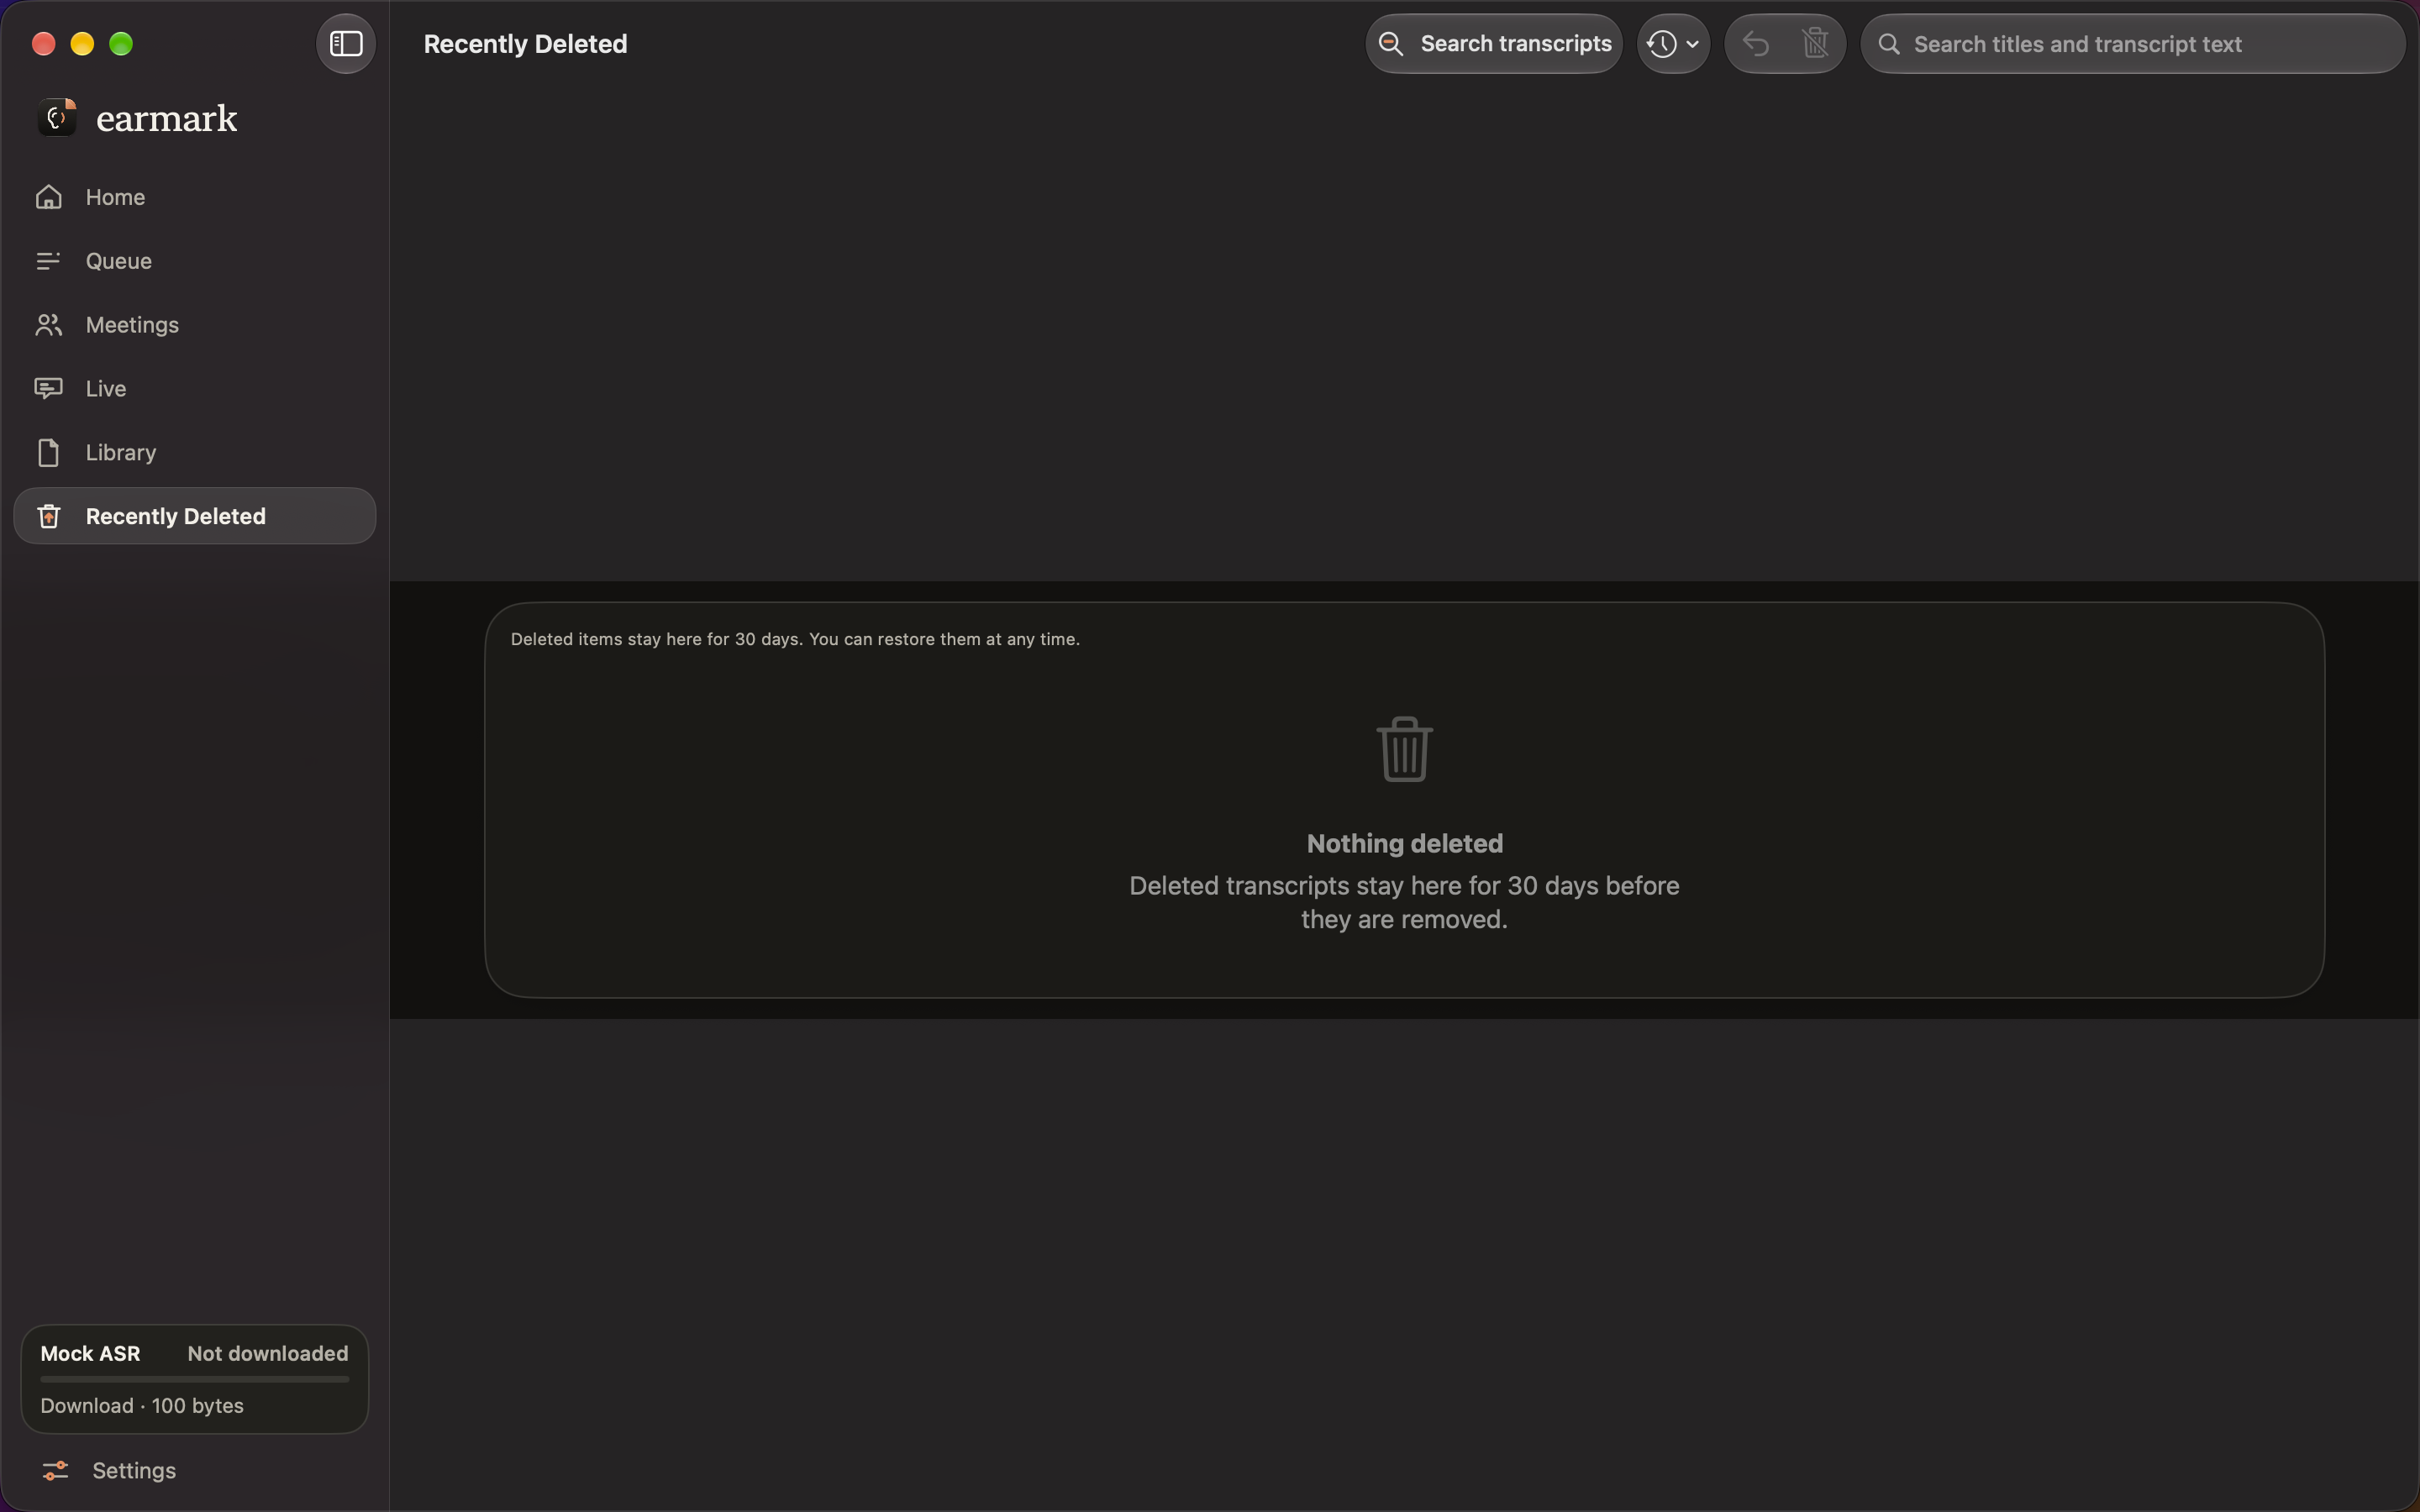 Recently Deleted
Search transcripts
Search titles and transcript text
earmark
Home
Queue
Meetings
Live
Library
Recently Deleted
Deleted items stay here for 30 days. You can restore them at any time.
Nothing deleted
Deleted transcripts stay here for 30 days before
they are removed.
Mock ASR Not downloaded
Download · 100 bytes
Settings